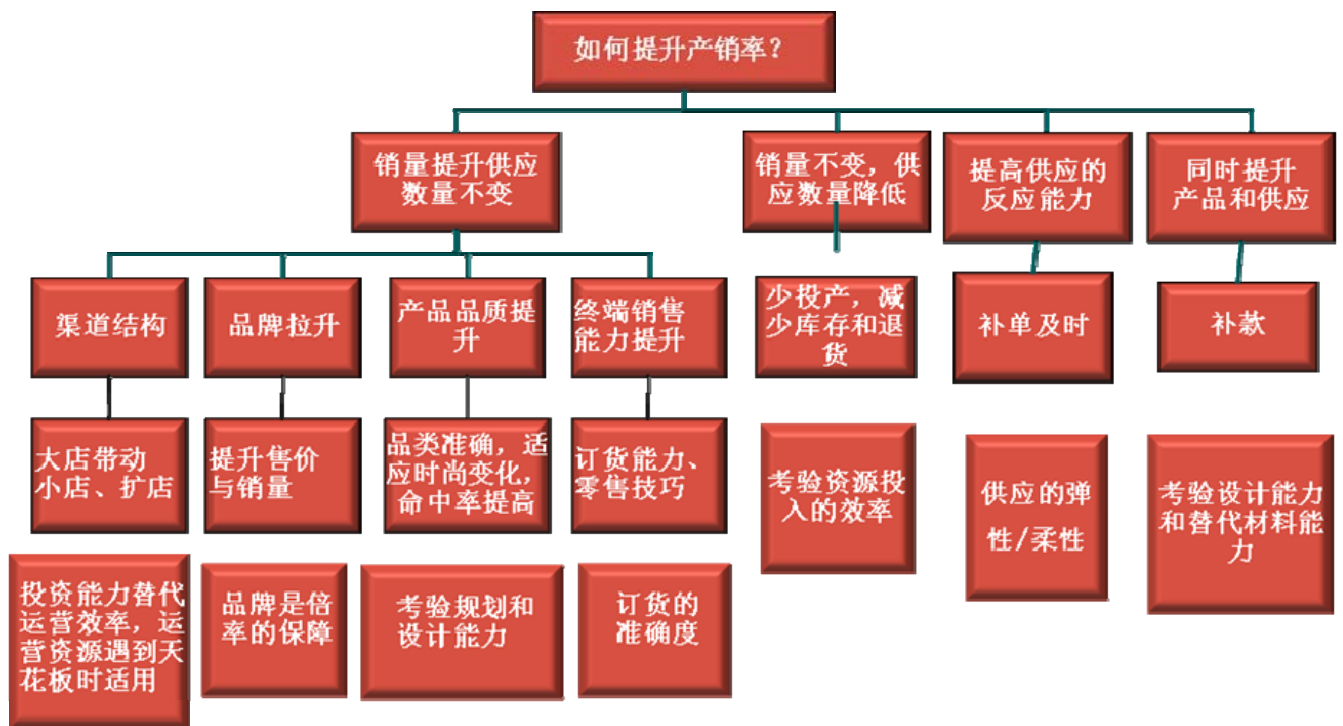 如何提升产销率？
销量提升供应
数量不变
销量不变，供
应数量降低
提高供应的
反应能力
同时提升
产品和供应
渠道结构
品牌拉升
产品品质提
升
终端销售
能力提升
少投产，减
少库存和退
货
补单及时
补款
大店带动
小店、扩店
提升售价
与销量
品类准确，适
应时尚变化，
命中率提高
订货能力、
零售技巧
考验资源投
入的效率
供应的弹
性/柔性
考验设计能力
和替代材料能
力
投资能力替代
运营效率，运
营资源遇到天
花板时适用
品牌是倍
率的保障
考验规划和
设计能力
订货的
准确度